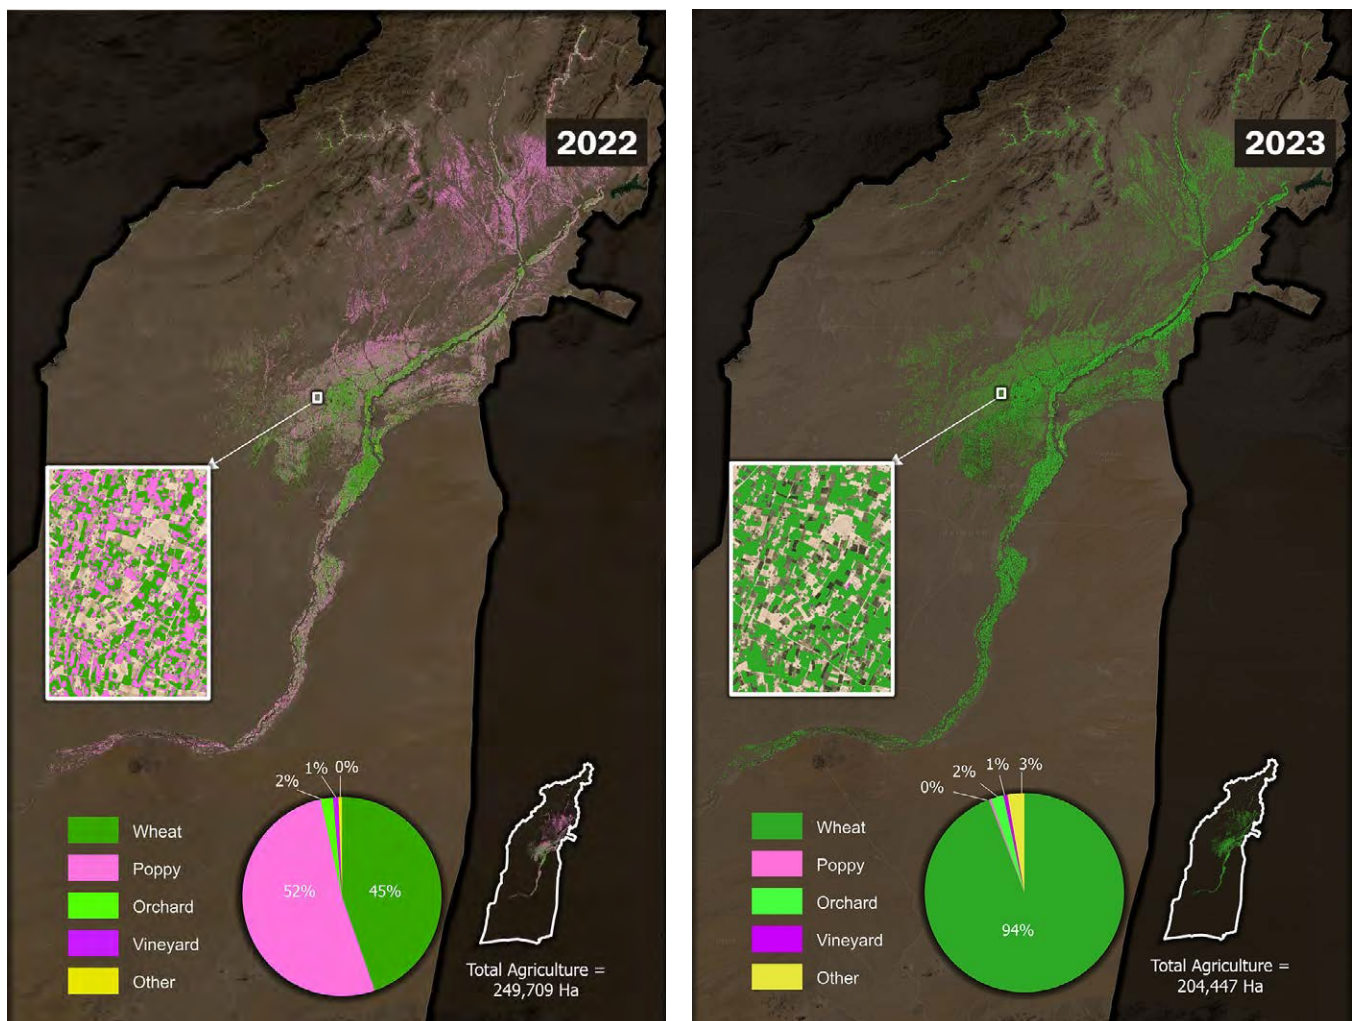 2022
2%
1%
0%
52%
45%
Wheat
Poppy
Orchard
Vineyard
Other
Total Agriculture =
249,709 Ha
2023
0%
2%
1%
3%
94%
Wheat
Poppy
Orchard
Vineyard
Other
Total Agriculture =
204,447 Ha